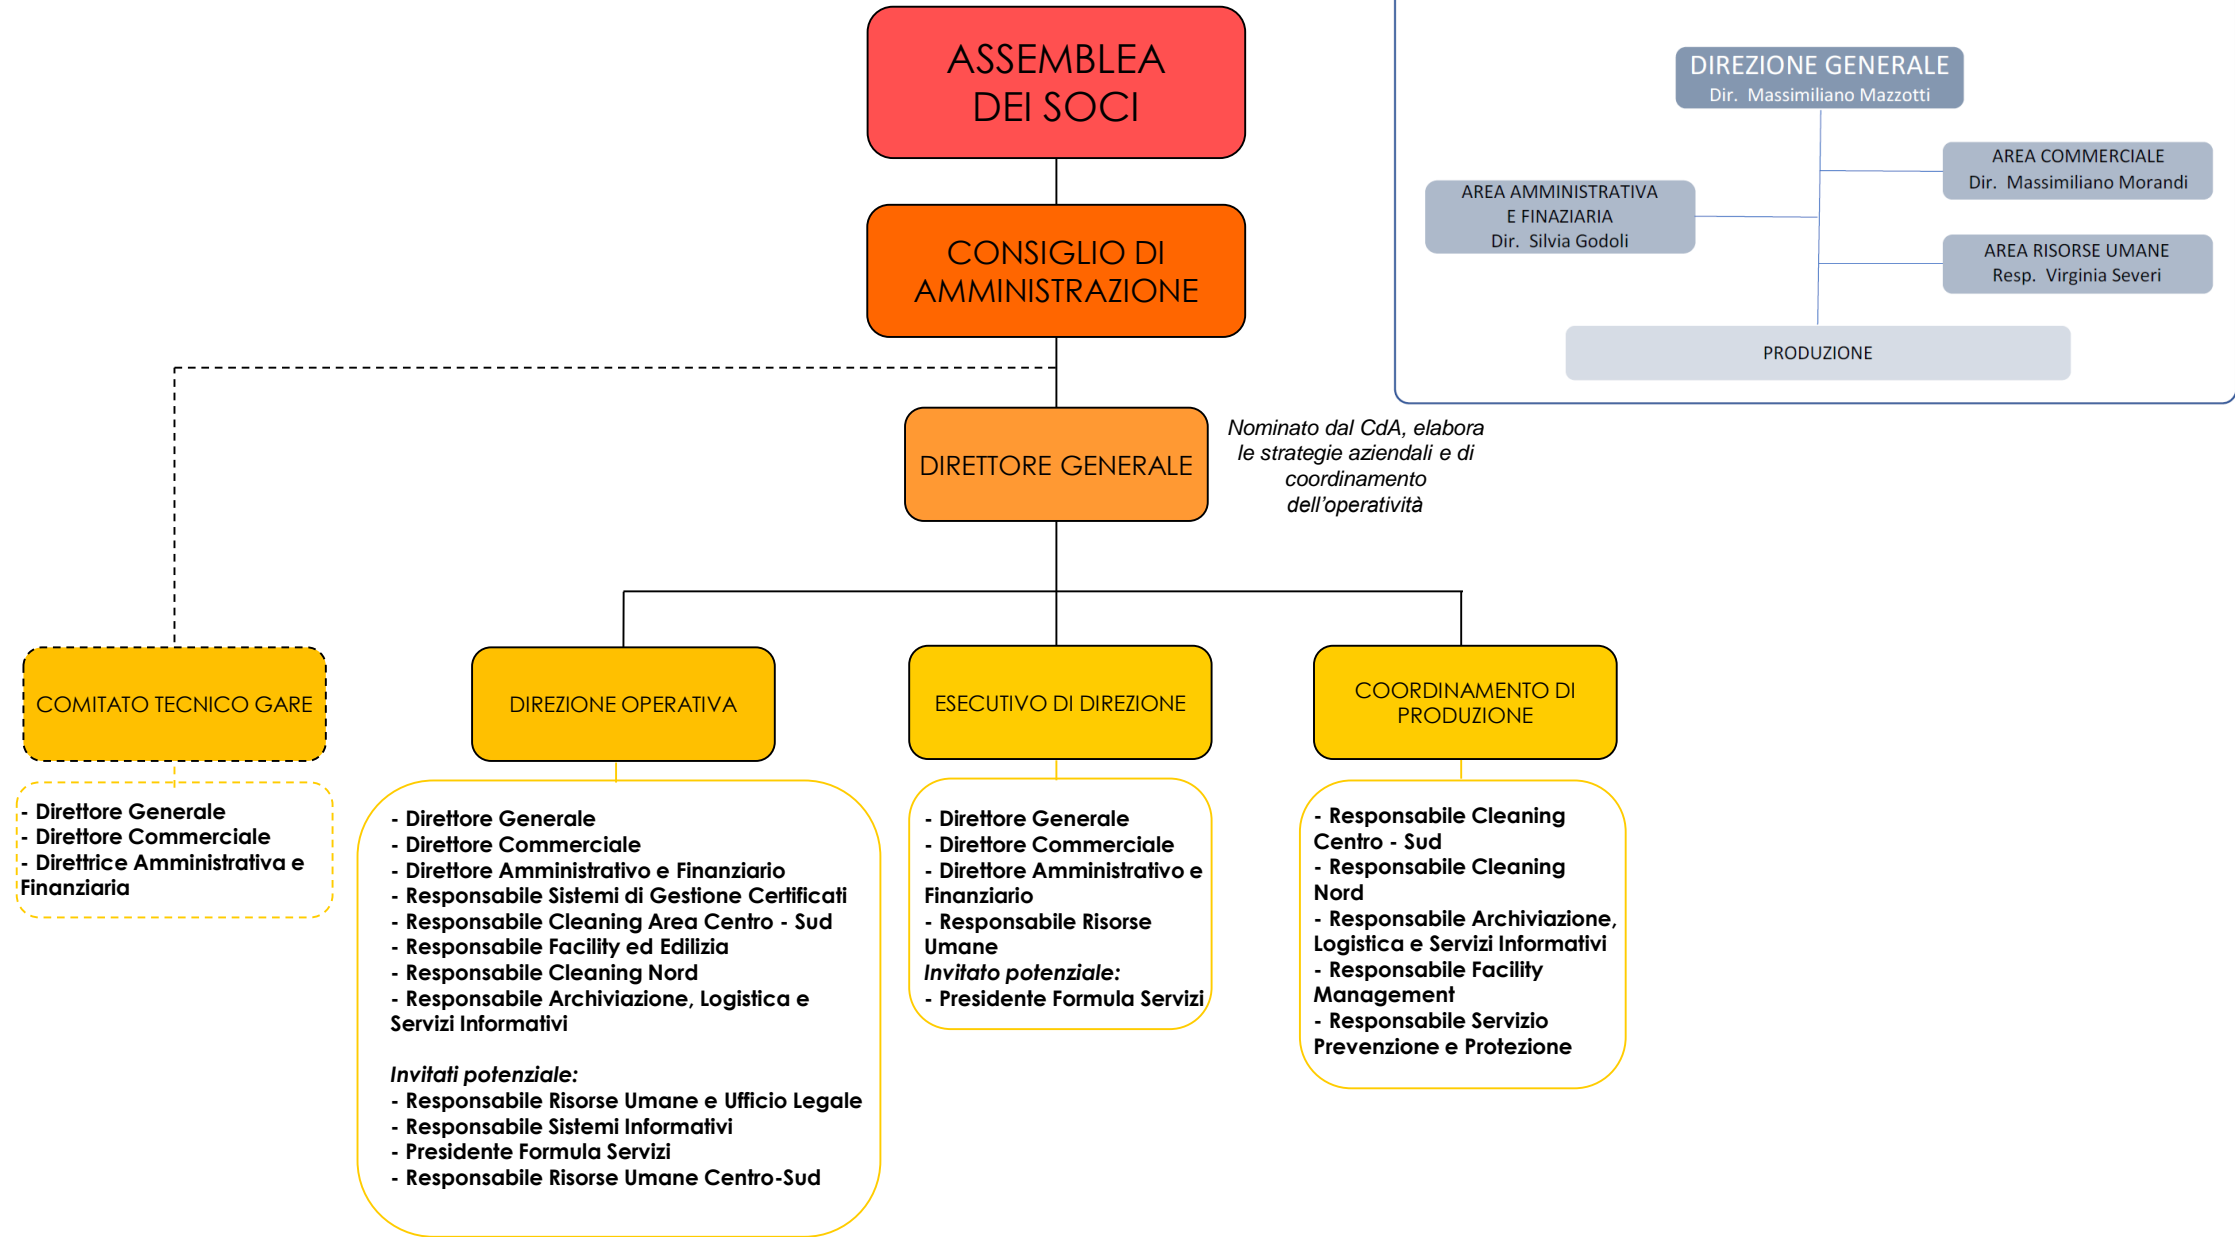 ASSEMBLEA
DEI SOCI
CONSIGLIO DI
AMMINISTRAZIONE
DIRETTORE GENERALE
Nominato dal CdA, elabora
le strategie aziendali e di
coordinamento
dell'operatività
DIREZIONE GENERALE
Dir. Massimiliano Mazzotti
AREA COMMERCIALE
Dir. Massimiliano Morandi
AREA AMMINISTRATIVA
E FINAZIARIA
Dir. Silvia Godoli
AREA RISORSE UMANE
Resp. Virginia Severi
PRODUZIONE
COMITATO TECNICO GARE
- Direttore Generale
- Direttore Commerciale
- Direttrice Amministrativa e
Finanziaria
DIREZIONE OPERATIVA
- Direttore Generale
- Direttore Commerciale
- Direttore Amministrativo e Finanziario
- Responsabile Sistemi di Gestione Certificati
- Responsabile Cleaning Area Centro - Sud
- Responsabile Facility ed Edilizia
- Responsabile Cleaning Nord
- Responsabile Archiviazione, Logistica e
Servizi Informativi
Invitati potenziale:
- Responsabile Risorse Umane e Ufficio Legale
- Responsabile Sistemi Informativi
- Presidente Formula Servizi
- Responsabile Risorse Umane Centro-Sud
ESECUTIVO DI DIREZIONE
- Direttore Generale
- Direttore Commerciale
- Direttore Amministrativo e
Finanziario
- Responsabile Risorse
Umane
Invitato potenziale:
- Presidente Formula Servizi
COORDINAMENTO DI
PRODUZIONE
- Responsabile Cleaning
Centro - Sud
- Responsabile Cleaning
Nord
- Responsabile Archiviazione,
Logistica e Servizi Informativi
- Responsabile Facility
Management
- Responsabile Servizio
Prevenzione e Protezione